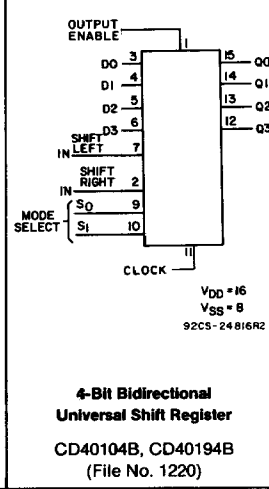 OUTPUT
ENABLE
1
D0 3
D1 4
D2 5
D3 6
15 Q0
14 Q1
13 Q2
12 Q3
SHIFT
LEFT
IN 7
SHIFT
RIGHT
IN 2
MODE
SELECT
S0 9
S1 10
11
CLOCK
VDD = 16
VSS = 8
92CS-24816R2
4-Bit Bidirectional
Universal Shift Register
CD40104B, CD40194B
(File No. 1220)